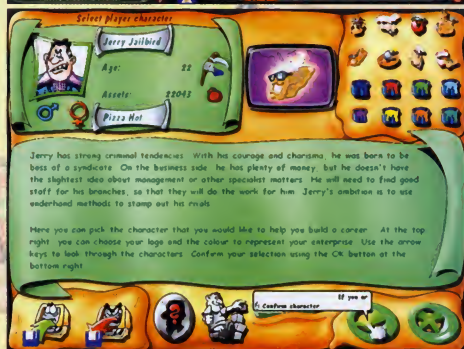 Select player character
Jerry Jailbird
Age: 22
Assets: 22043
Pizza Hot
Jerry has strong criminal tendencies. With his courage and charisma, he was born to be
boss of a syndicate. On the business side he has plenty of money, but he doesn't have
the slightest idea about management or other specialist matters. He will need to find good
staff for his branches, so that they will do the work for him. Jerry's ambition is to use
underhand methods to stamp out his rivals
Here you can pick the character that you would like to help you build a career. At the top
right you can choose your logo and the colour to represent your enterprise. Use the arrow
keys to look through the characters. Confirm your selection using the OK button at the
bottom right
If you ar
Confirm character